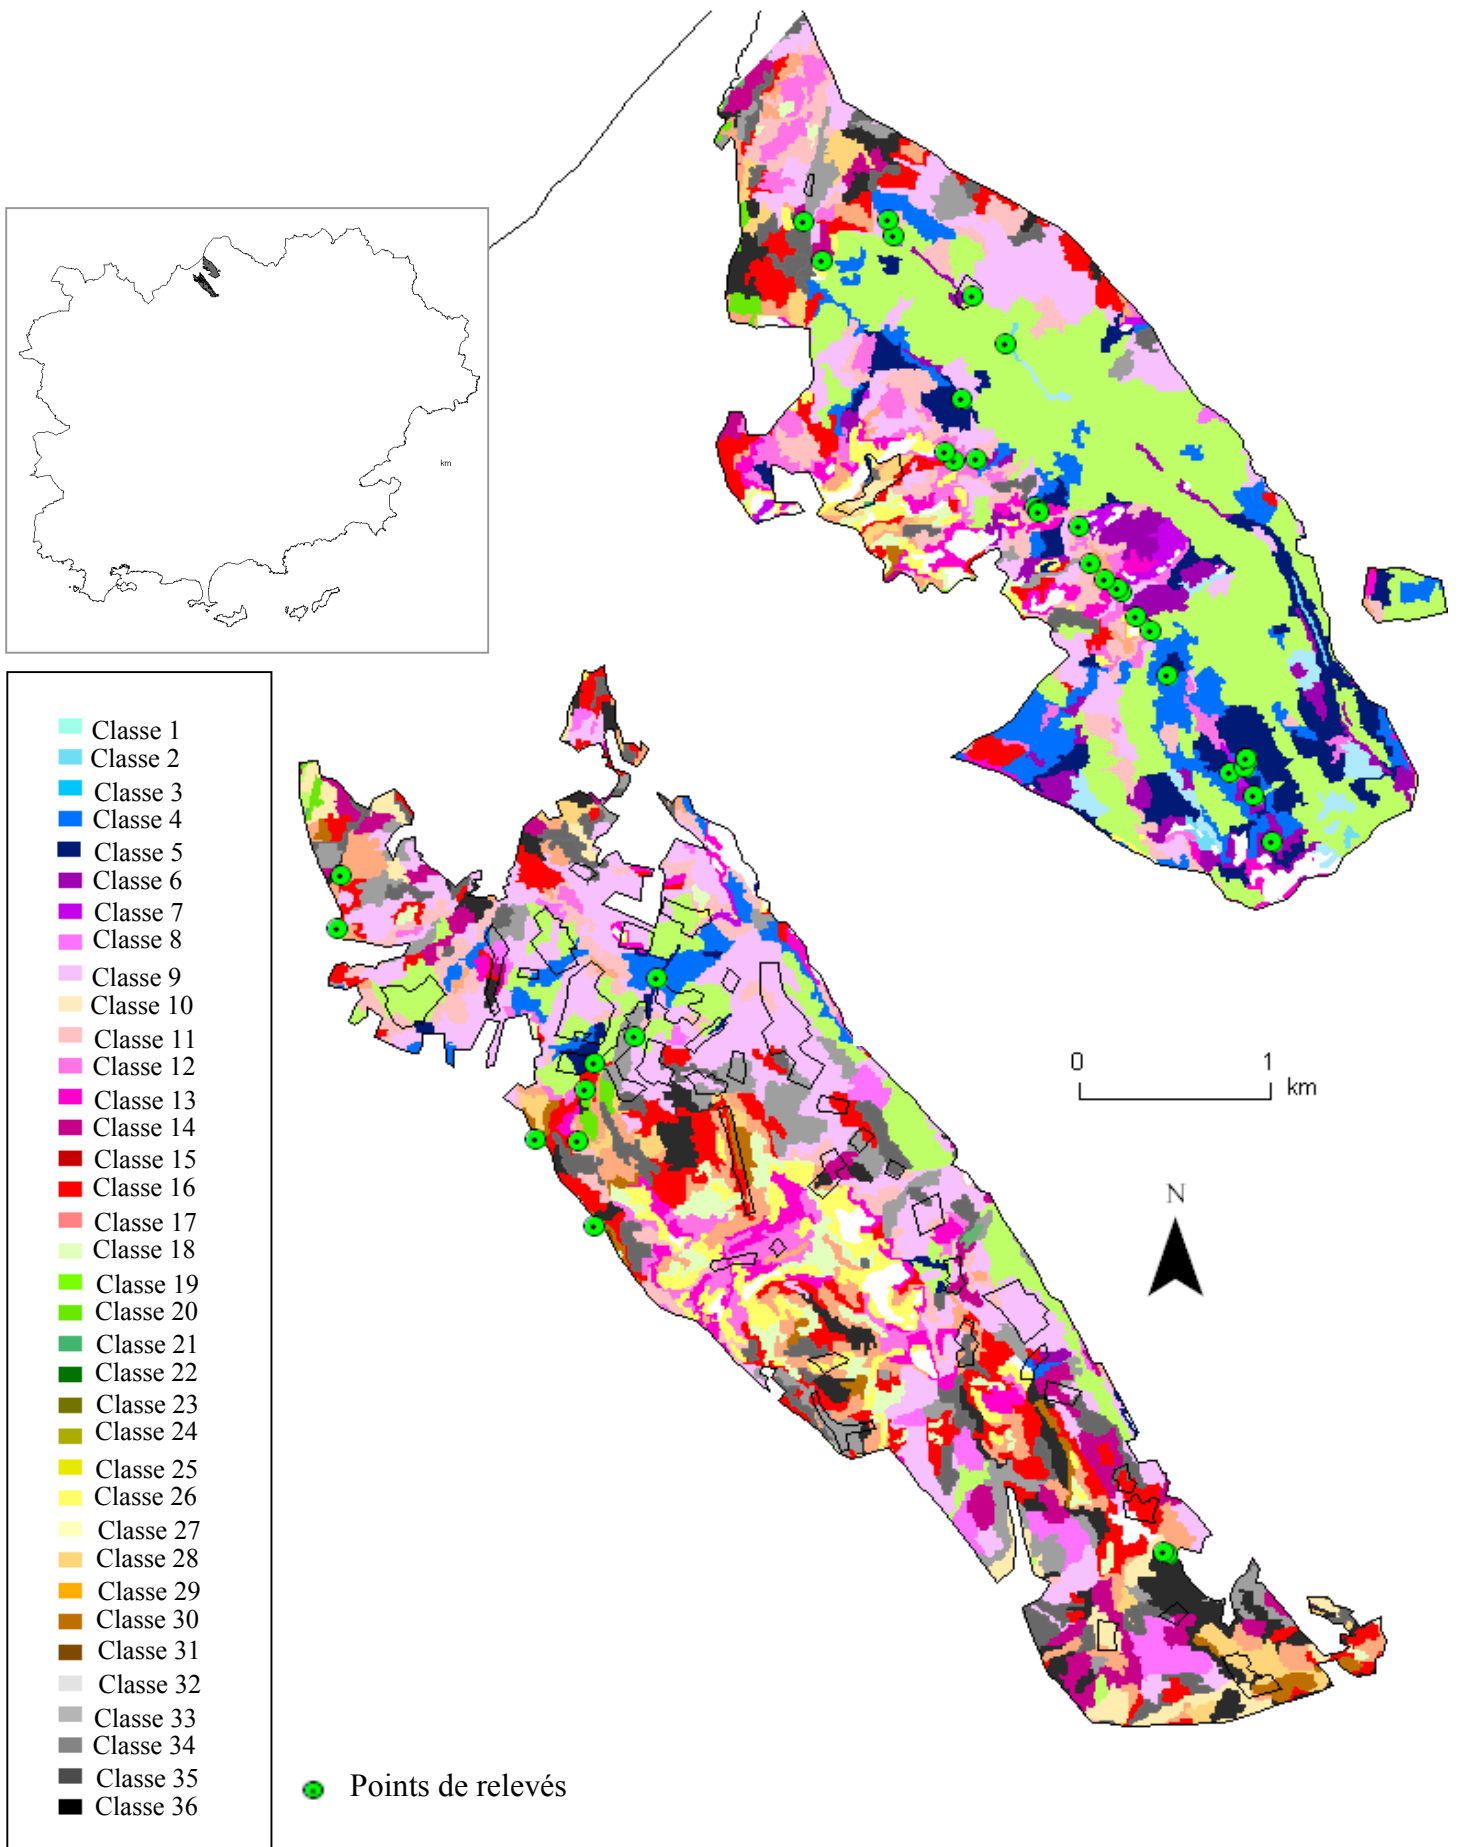 km
Classe 1
Classe 2
Classe 3
Classe 4
Classe 5
Classe 6
Classe 7
Classe 8
Classe 9
Classe 10
Classe 11
Classe 12
Classe 13
Classe 14
Classe 15
Classe 16
Classe 17
Classe 18
Classe 19
Classe 20
Classe 21
Classe 22
Classe 23
Classe 24
Classe 25
Classe 26
Classe 27
Classe 28
Classe 29
Classe 30
Classe 31
Classe 32
Classe 33
Classe 34
Classe 35
Classe 36
0 1
km
N
Points de relevés